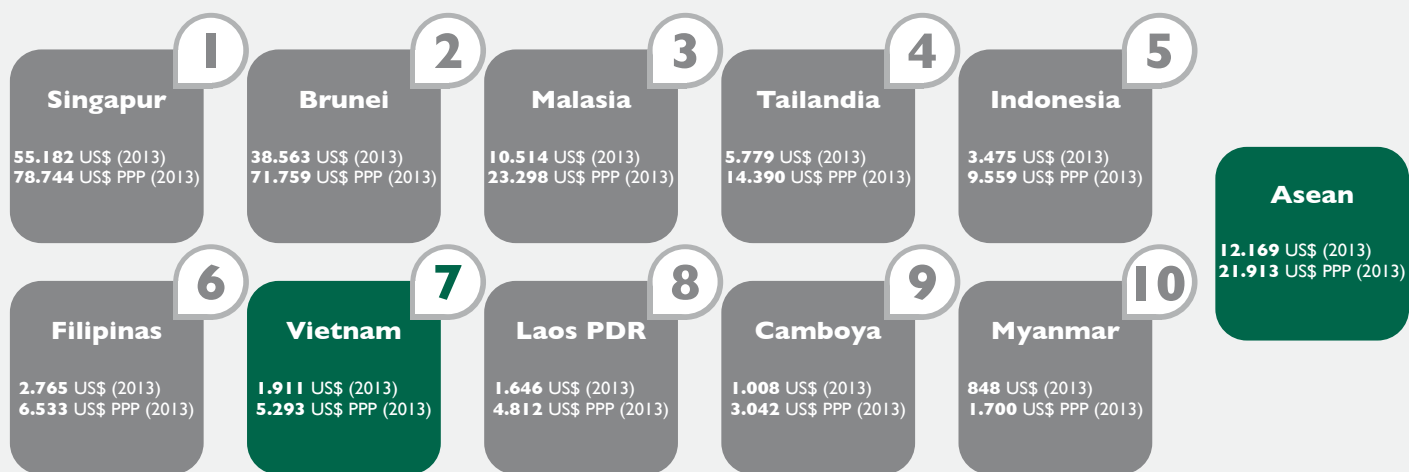 1
Singapur
55.182 US$ (2013)
78.744 US$ PPP (2013)
2
Brunei
38.563 US$ (2013)
71.759 US$ PPP (2013)
3
Malasia
10.514 US$ (2013)
23.298 US$ PPP (2013)
4
Tailandia
5.779 US$ (2013)
14.390 US$ PPP (2013)
5
Indonesia
3.475 US$ (2013)
9.559 US$ PPP (2013)
6
Filipinas
2.765 US$ (2013)
6.533 US$ PPP (2013)
7
Vietnam
1.911 US$ (2013)
5.293 US$ PPP (2013)
8
Laos PDR
1.646 US$ (2013)
4.812 US$ PPP (2013)
9
Camboya
1.008 US$ (2013)
3.042 US$ PPP (2013)
10
Myanmar
848 US$ (2013)
1.700 US$ PPP (2013)
Asean
12.169 US$ (2013)
21.913 US$ PPP (2013)